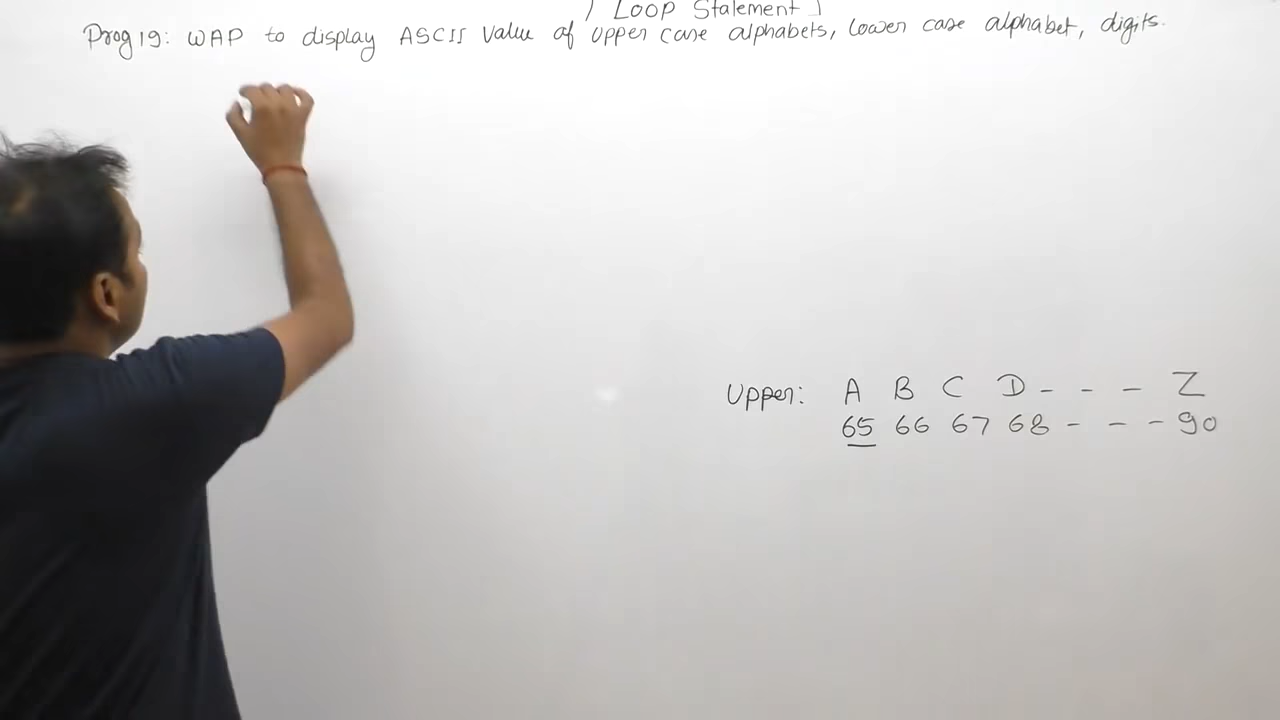 ( Loop Statement )
Prog 19: WAP to display ASCII Value of Upper case alphabets, lower case alphabet, digits.
Upper: A B C D - - - Z
65 66 67 68 - - - 90